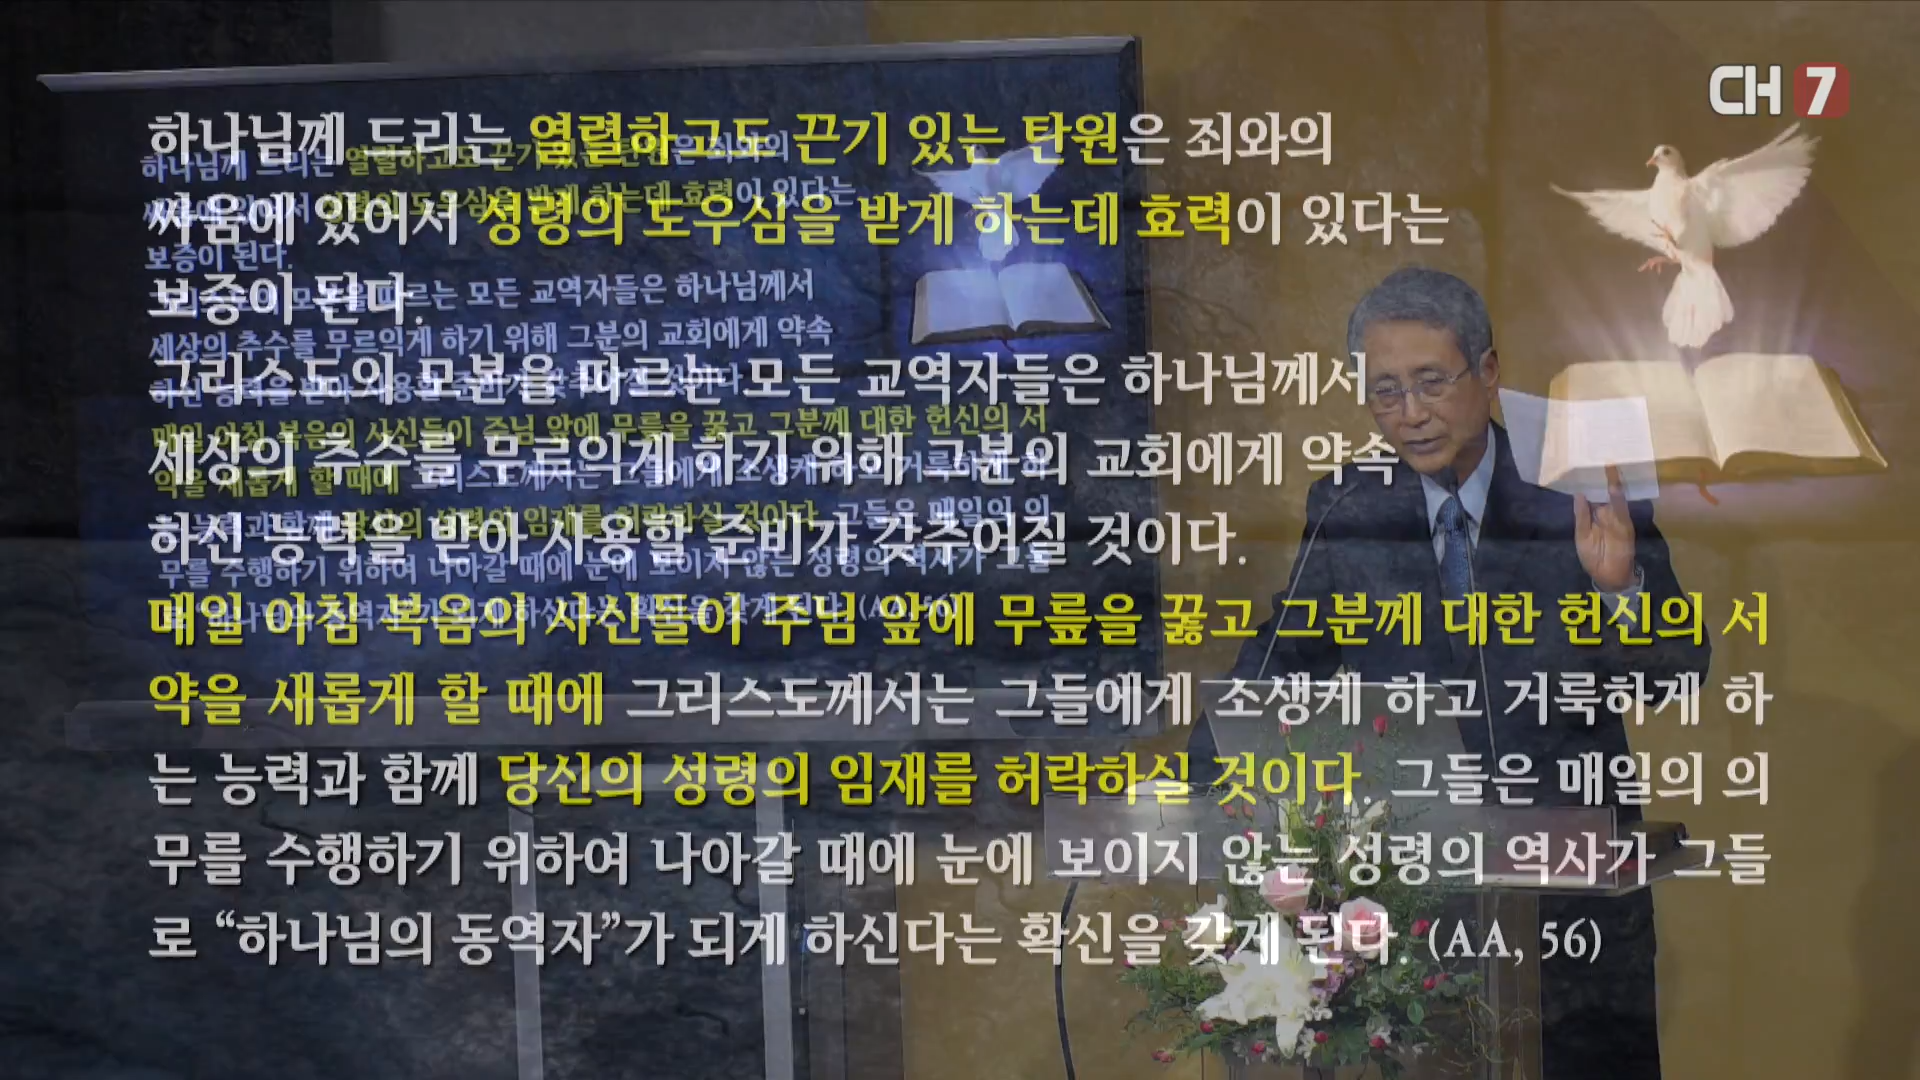 CH 7
하나님께 드리는 열렬하고도 끈기 있는 탄원은 죄와의
싸움에 있어서 성령의 도우심을 받게 하는데 효력이 있다는
보증이 된다.
그리스도의 모본을 따르는 모든 교역자들은 하나님께서
세상의 추수를 무르익게 하기 위해 그분의 교회에게 약속
하신 능력을 받아 사용할 준비가 갖추어질 것이다.
매일 아침 복음의 사신들이 주님 앞에 무릎을 꿇고 그분께 대한 헌신의 서
약을 새롭게 할 때에 그리스도께서는 그들에게 소생케 하고 거룩하게 하
는 능력과 함께 당신의 성령의 임재를 허락하실 것이다. 그들은 매일의 의
무를 수행하기 위하여 나아갈 때에 눈에 보이지 않는 성령의 역사가 그들
로 “하나님의 동역자”가 되게 하신다는 확신을 갖게 된다. (AA, 56)